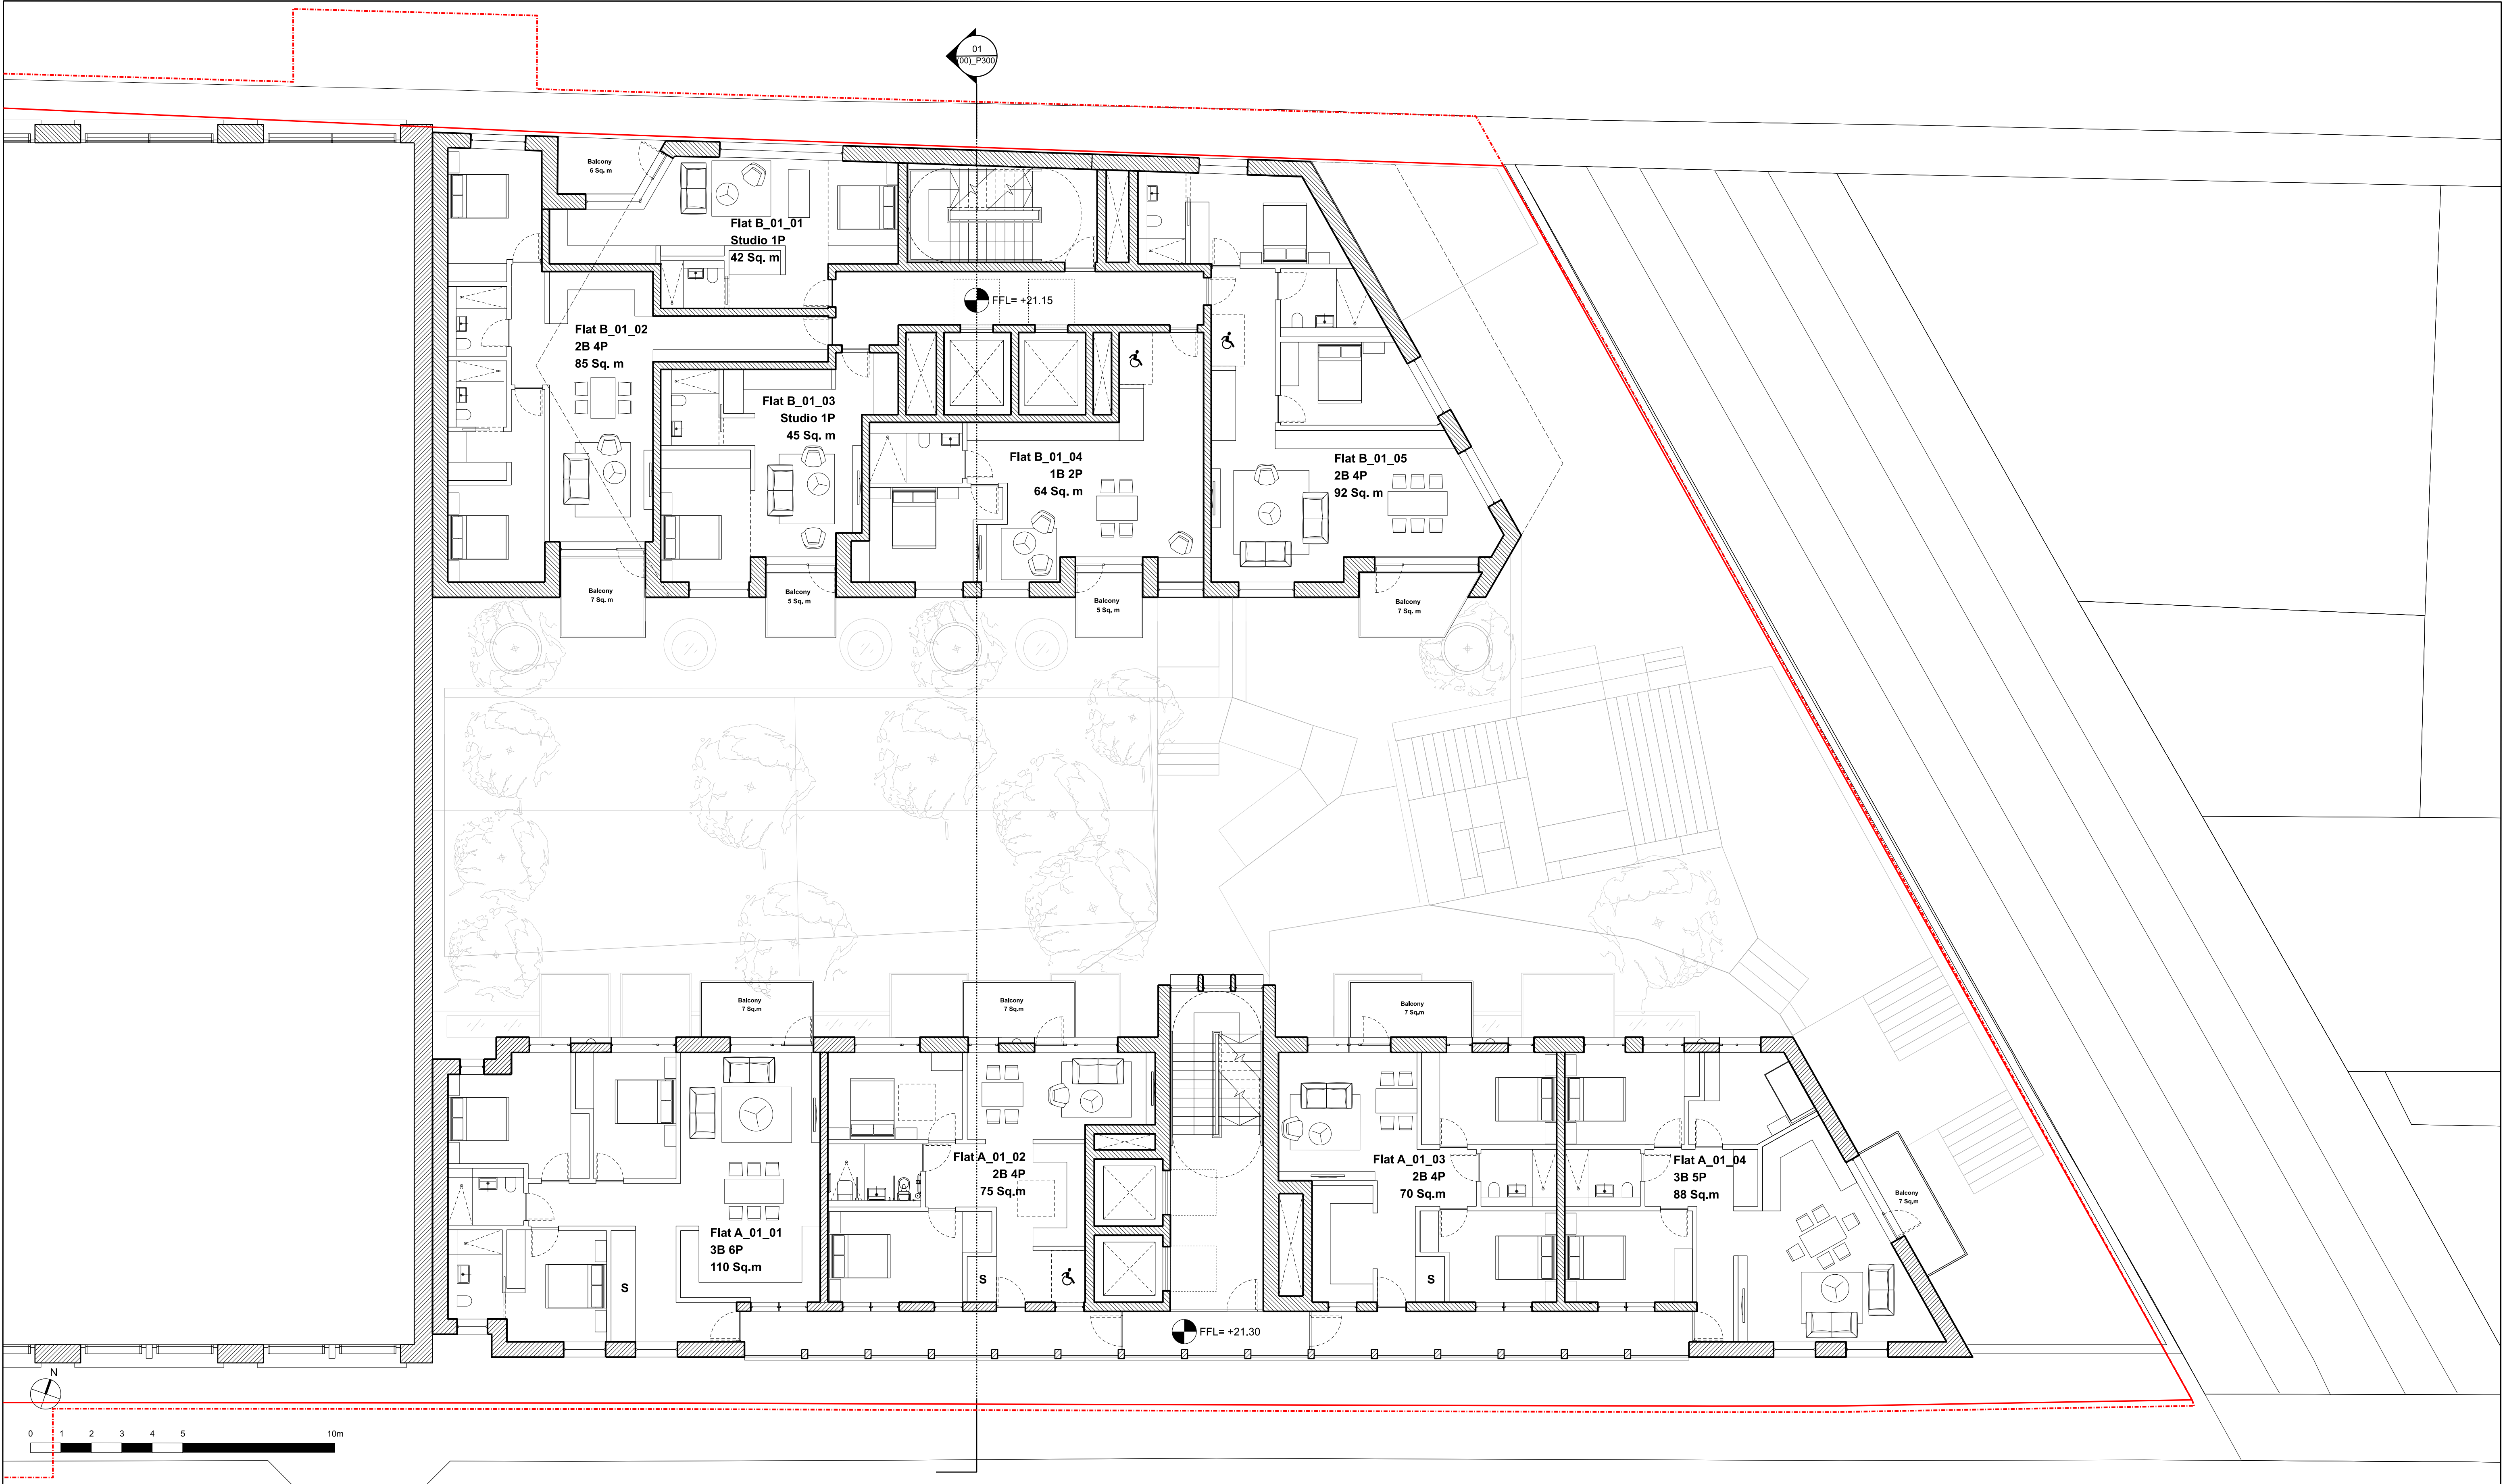 01
(00)_P300
Balcony
6 Sq. m
Flat B_01_01
Studio 1P
42 Sq. m
FFL= +21.15
Flat B_01_02
2B 4P
85 Sq. m
Flat B_01_03
Studio 1P
45 Sq. m
Flat B_01_04
1B 2P
64 Sq. m
Flat B_01_05
2B 4P
92 Sq. m
Balcony
7 Sq. m
Balcony
5 Sq. m
Balcony
5 Sq. m
Balcony
7 Sq. m
Balcony
7 Sq.m
Balcony
7 Sq.m
Balcony
7 Sq.m
Flat A_01_01
3B 6P
110 Sq.m
S
Flat A_01_02
2B 4P
75 Sq.m
S
Flat A_01_03
2B 4P
70 Sq.m
S
Flat A_01_04
3B 5P
88 Sq.m
Balcony
7 Sq.m
FFL= +21.30
N
0 1 2 3 4 5 10m